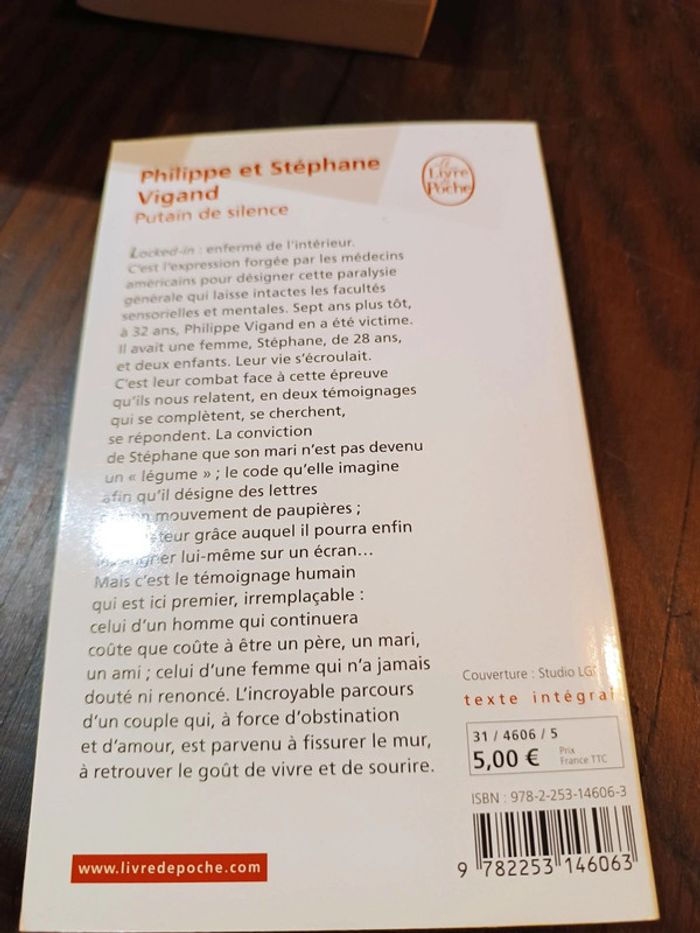 Philippe et Stéphane
Vigand
Putain de silence
Le
Livre
de
Poche
Locked-in : enfermé de l'intérieur.
C'est l'expression forgée par les médecins
américains pour désigner cette paralysie
générale qui laisse intactes les facultés
sensorielles et mentales. Sept ans plus tôt,
à 32 ans, Philippe Vigand en a été victime.
Il avait une femme, Stéphane, de 28 ans,
et deux enfants. Leur vie s'écroulait.
C'est leur combat face à cette épreuve
qu'ils nous relatent, en deux témoignages
qui se complètent, se cherchent,
se répondent. La conviction
de Stéphane que son mari n'est pas devenu
un « légume » ; le code qu'elle imagine
afin qu'il désigne des lettres
mouvement de paupières ;
grâce auquel il pourra enfin
lui-même sur un écran...
Mais c'est le témoignage humain
qui est ici premier, irremplaçable :
celui d'un homme qui continuera
coûte que coûte à être un père, un mari,
un ami ; celui d'une femme qui n'a jamais
douté ni renoncé. L'incroyable parcours
d'un couple qui, à force d'obstination
et d'amour, est parvenu à fissurer le mur,
à retrouver le goût de vivre et de sourire.
www.livredepoche.com
Couverture : Studio
texte intégral
31 / 4606 / 5
5,00 €
Prix
France TTC
ISBN : 978-2-253-14606-3
9 782253 146063